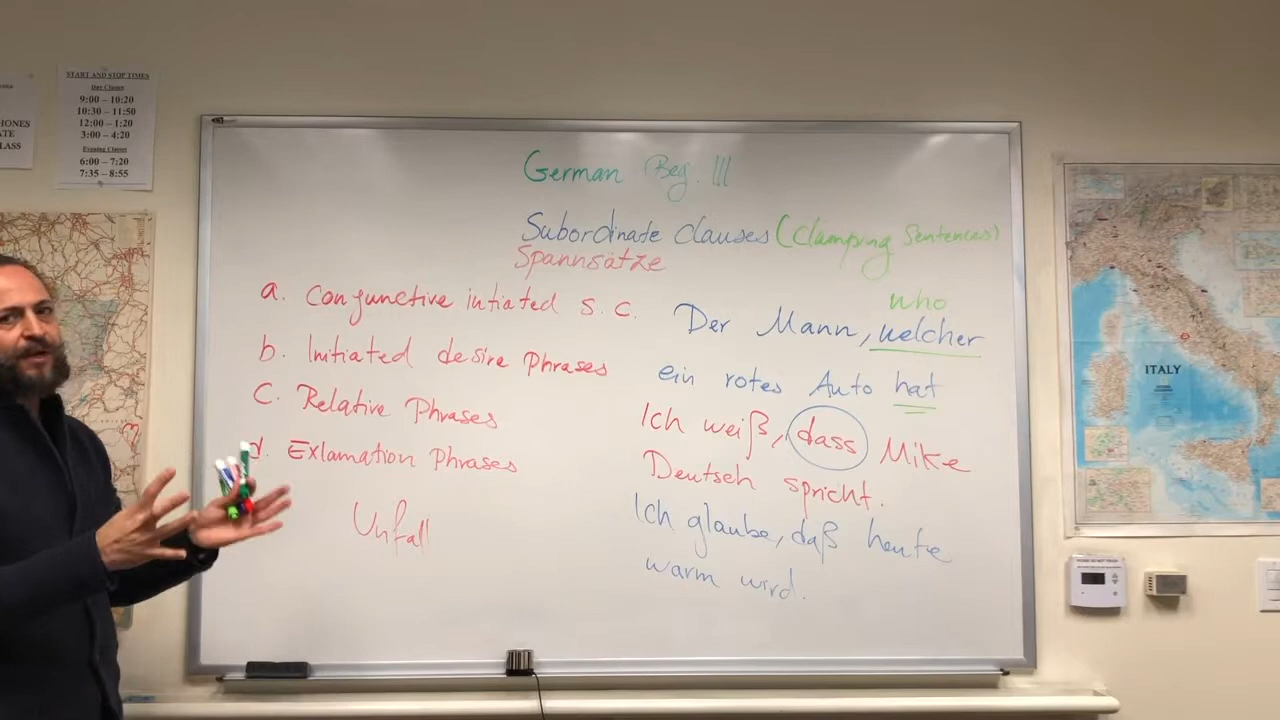 START AND STOP TIMES
Day Classes
9:00 – 10:20
10:30 – 11:50
12:00 – 1:20
3:00 – 4:20
Evening Classes
6:00 – 7:20
7:35 – 8:55
HONES
ATE
LASS
German Beg. III
Subordinate clauses (Clamping Sentences)
Spannsätze
a. Conjunctive intiated S.C.
b. Initiated desire Phrases
C. Relative Phrases
d. Exlamation Phrases
Unfall
who
Der Mann, welcher
ein rotes Auto hat
Ich weiß, dass Mike
Deutsch spricht.
Ich glaube, daß heute
warm wird.
ITALY